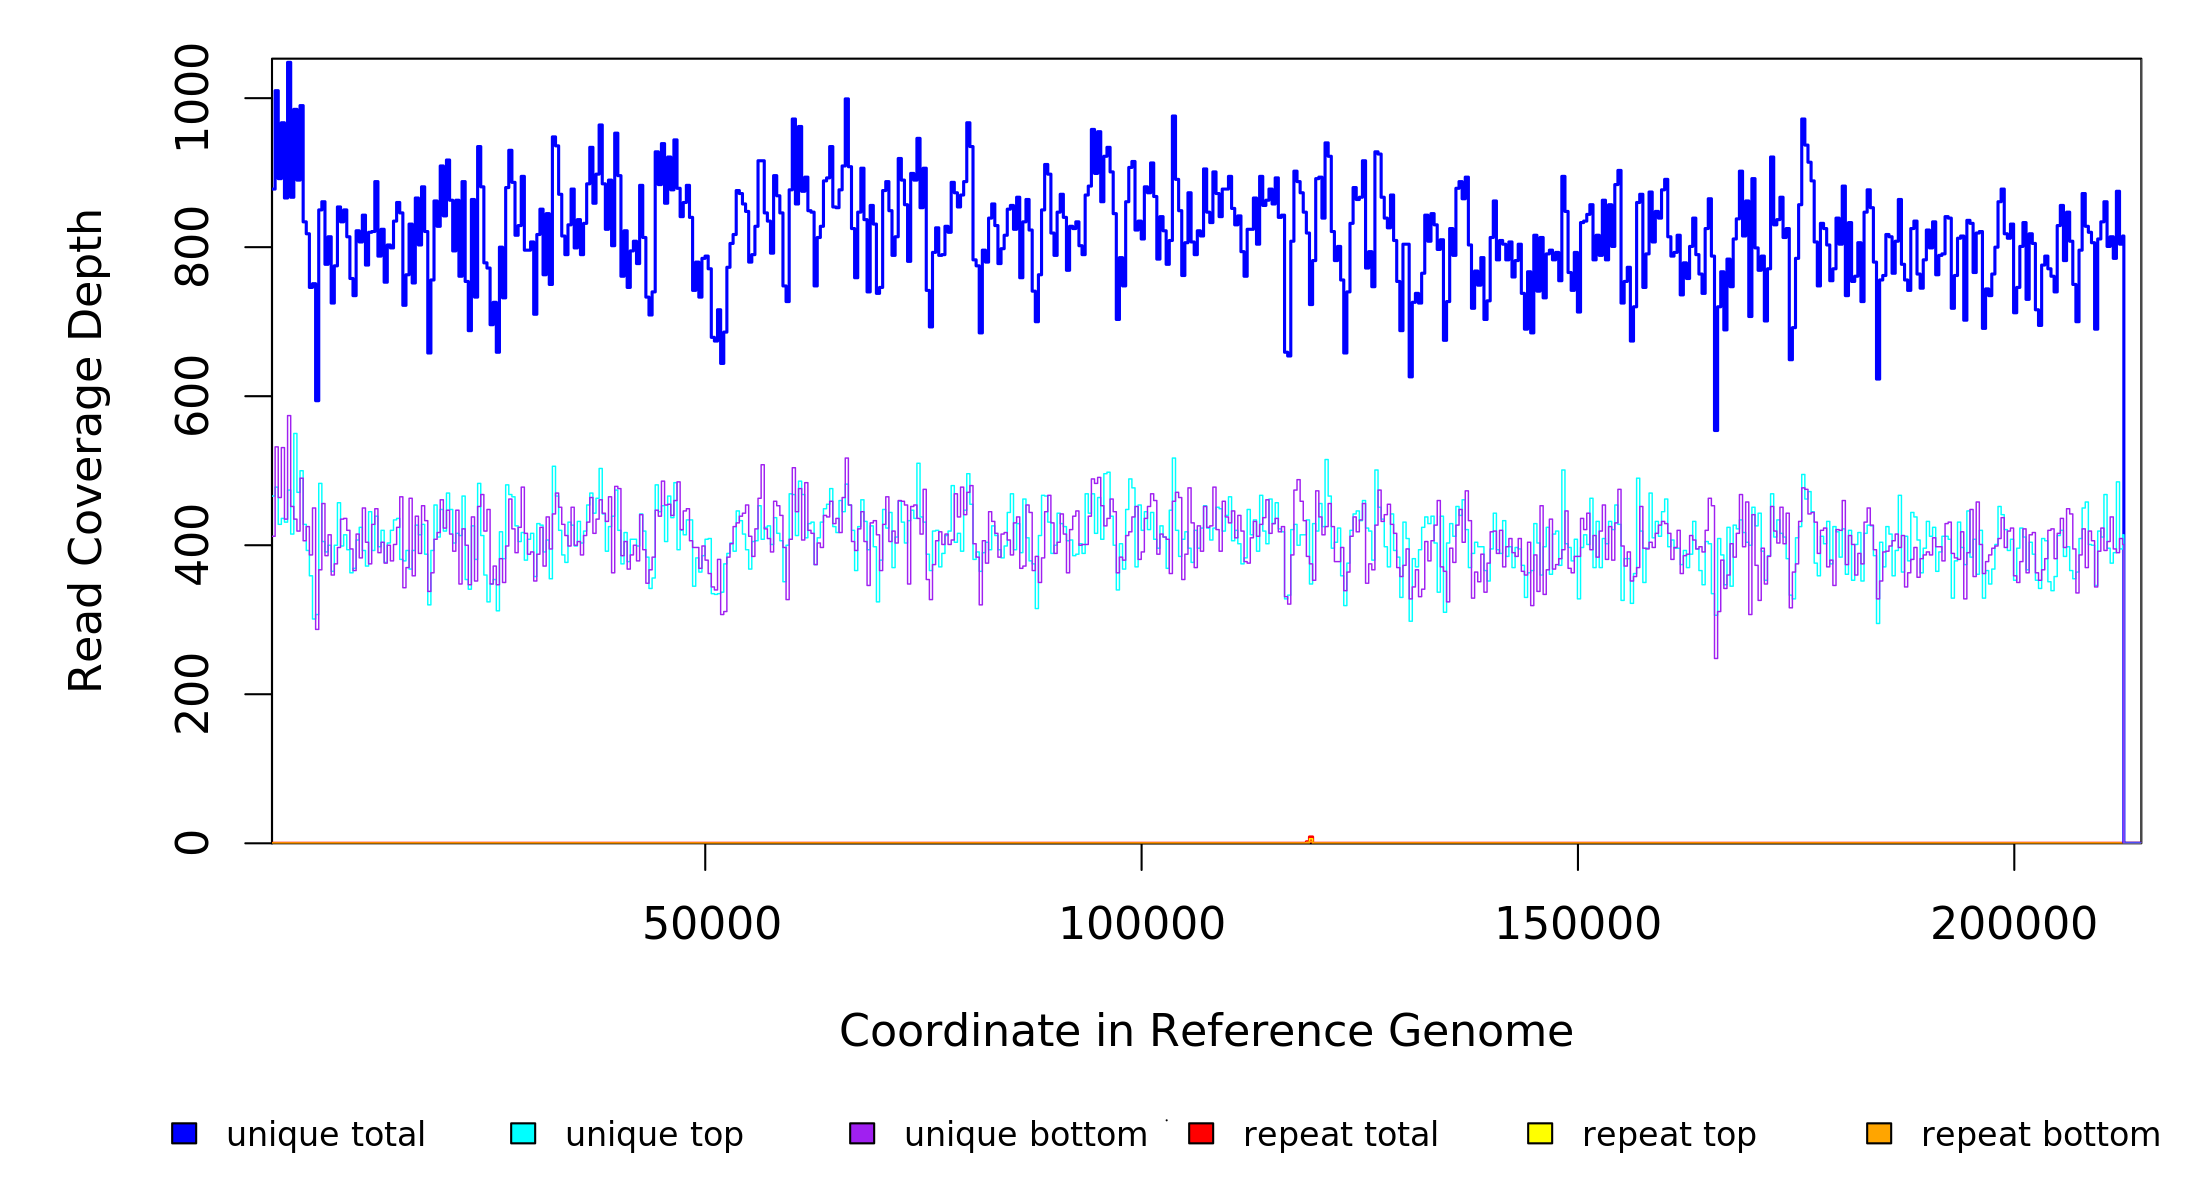 Read Coverage Depth
1000
800
600
400
200
0
50000 100000 150000 200000
Coordinate in Reference Genome
unique total unique top unique bottom repeat total repeat top repeat bottom